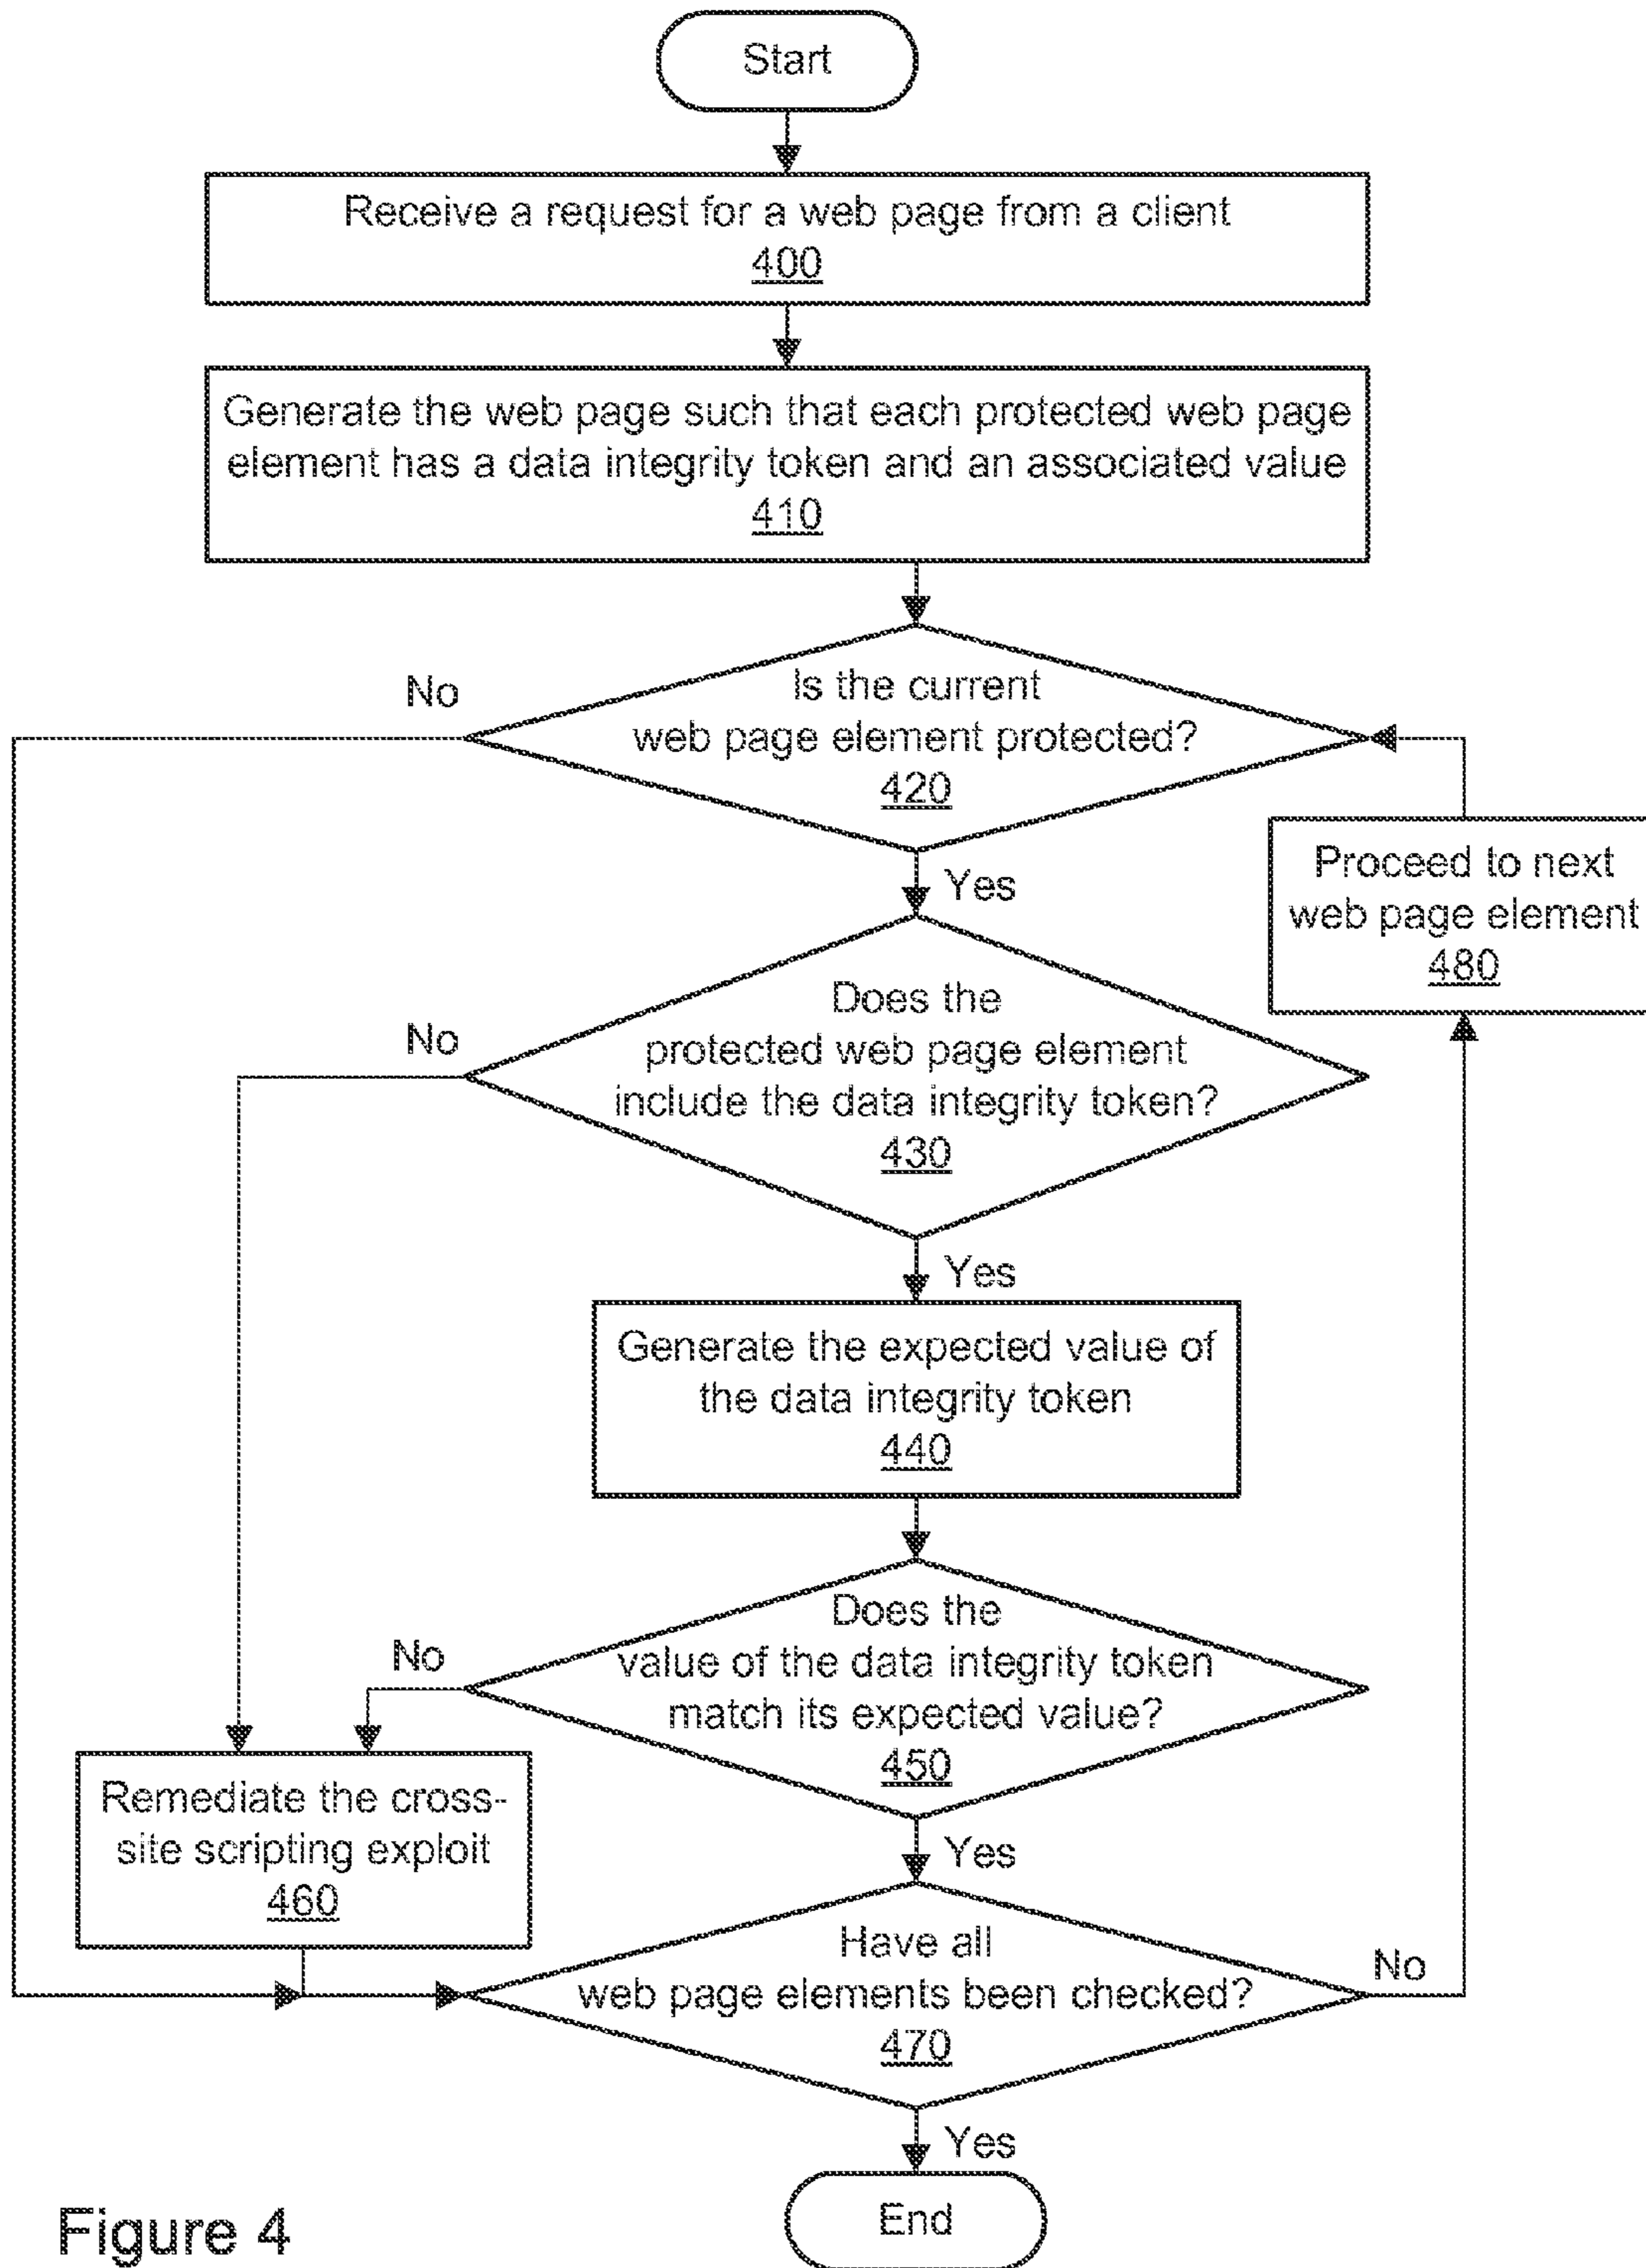 Start
Receive a request for a web page from a client
400
Generate the web page such that each protected web page
element has a data integrity token and an associated value
410
No
Is the current
web page element protected?
420
Yes
Proceed to next
web page element
480
No
Does the
protected web page element
include the data integrity token?
430
Yes
Generate the expected value of
the data integrity token
440
No
Does the
value of the data integrity token
match its expected value?
450
Remediate the cross-
site scripting exploit
460
Yes
Have all
web page elements been checked?
470
No
Yes
End
Figure 4